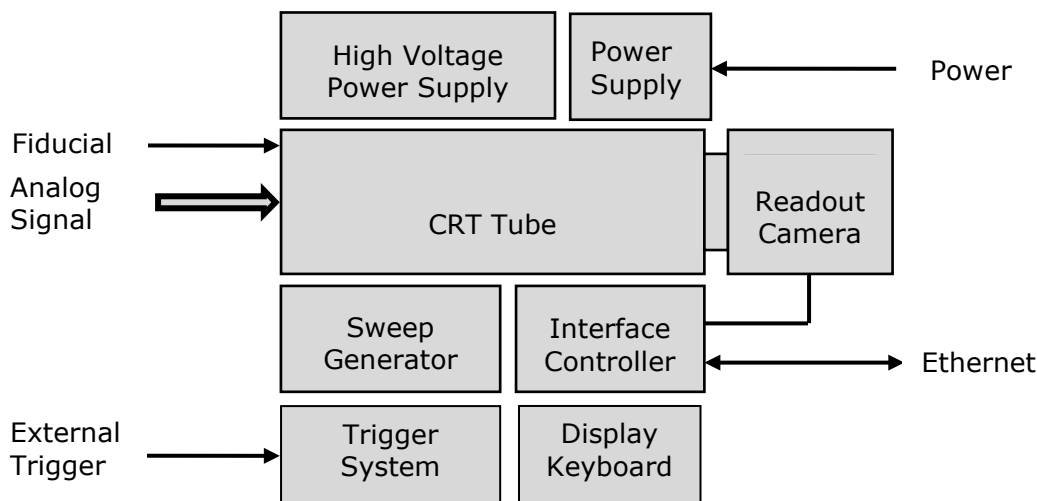 High Voltage
Power Supply
Power
Supply
Power
Fiducial
Analog
Signal
CRT Tube
Readout
Camera
Sweep
Generator
Interface
Controller
Ethernet
External
Trigger
Trigger
System
Display
Keyboard